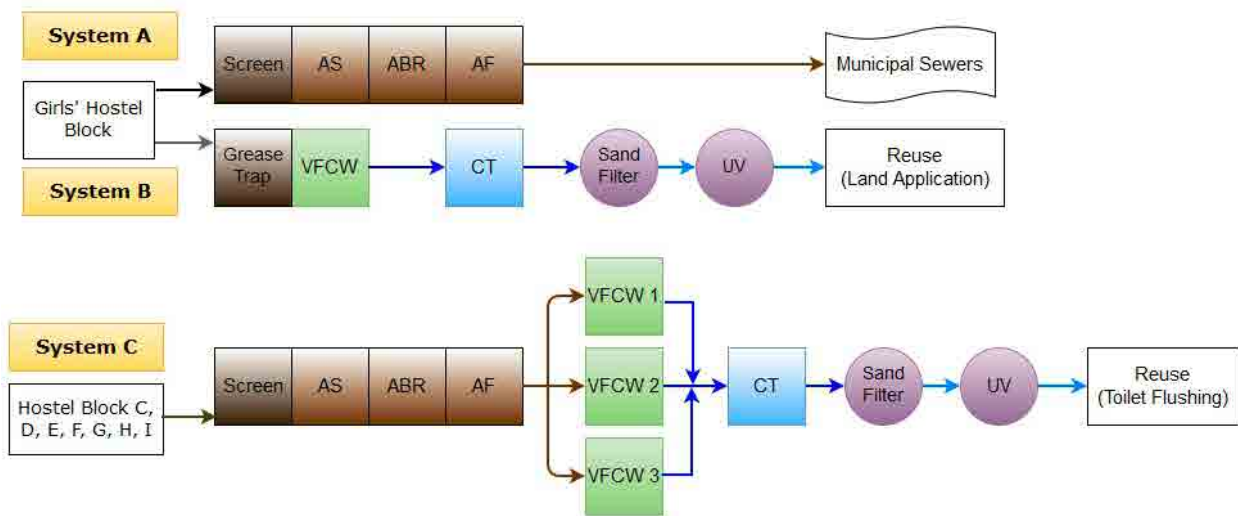 System A
Screen
AS
ABR
AF
Municipal Sewers
Girls' Hostel
Block
Grease
Trap
VFCW
CT
Sand
Filter
UV
Reuse
(Land Application)
System B
System C
Hostel Block C,
D, E, F, G, H, I
Screen
AS
ABR
AF
VFCW 1
VFCW 2
VFCW 3
CT
Sand
Filter
UV
Reuse
(Toilet Flushing)